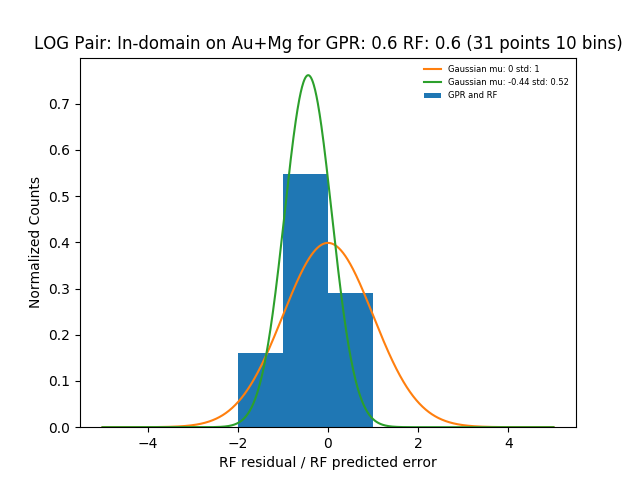 LOG Pair: In-domain on Au+Mg for GPR: 0.6 RF: 0.6 (31 points 10 bins)
Gaussian mu: 0 std: 1
Gaussian mu: -0.44 std: 0.52
GPR and RF
Normalized Counts
0.7
0.6
0.5
0.4
0.3
0.2
0.1
0.0
−4 −2 0 2 4
RF residual / RF predicted error